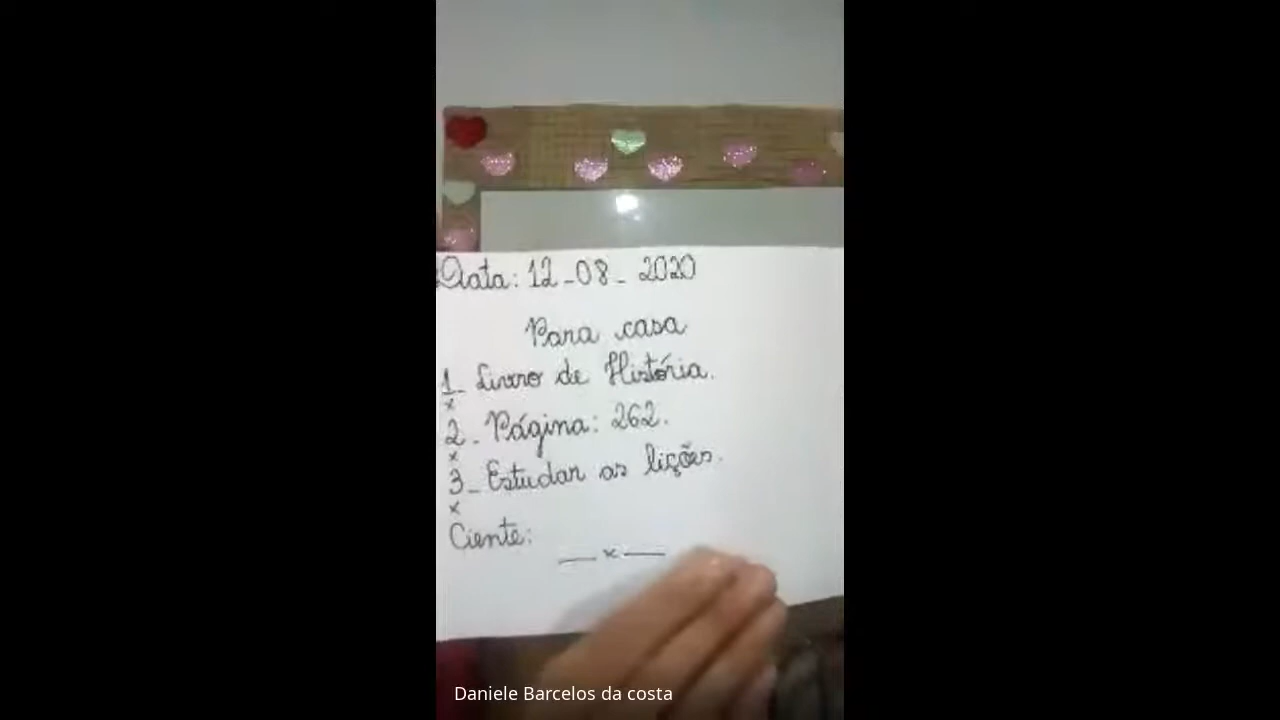 Data: 12-08-2020
Para casa
1- Livro de História.
x
2- Página: 262.
x
3- Estudar as lições.
x
Ciente:
— x —
Daniele Barcelos da costa